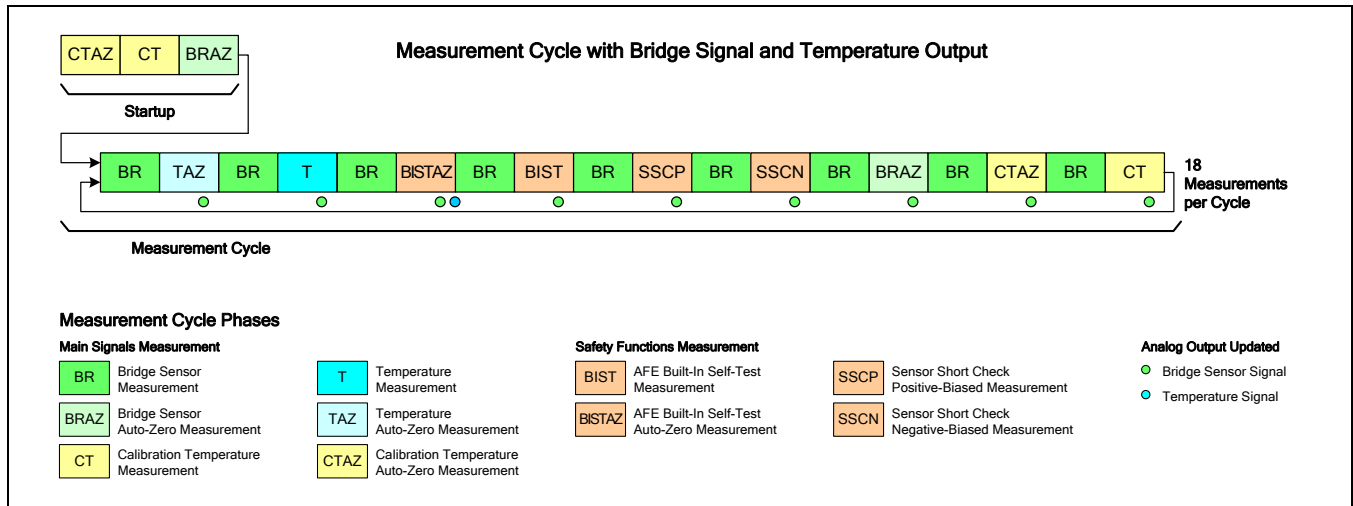 Measurement Cycle with Bridge Signal and Temperature Output
CTAZ CT BRAZ
Startup
BR TAZ BR T BR BISTAZ BR BIST BR SSCP BR SSCN BR BRAZ BR CTAZ BR CT
18
Measurements
per Cycle
Measurement Cycle
Measurement Cycle Phases
Main Signals Measurement
BR Bridge Sensor
Measurement
BRAZ Bridge Sensor
Auto-Zero Measurement
CT Calibration Temperature
Measurement
T Temperature
Measurement
TAZ Temperature
Auto-Zero Measurement
CTAZ Calibration Temperature
Auto-Zero Measurement
Safety Functions Measurement
BIST AFE Built-In Self-Test
Measurement
BISTAZ AFE Built-In Self-Test
Auto-Zero Measurement
SSCP Sensor Short Check
Positive-Biased Measurement
SSCN Sensor Short Check
Negative-Biased Measurement
Analog Output Updated
Bridge Sensor Signal
Temperature Signal